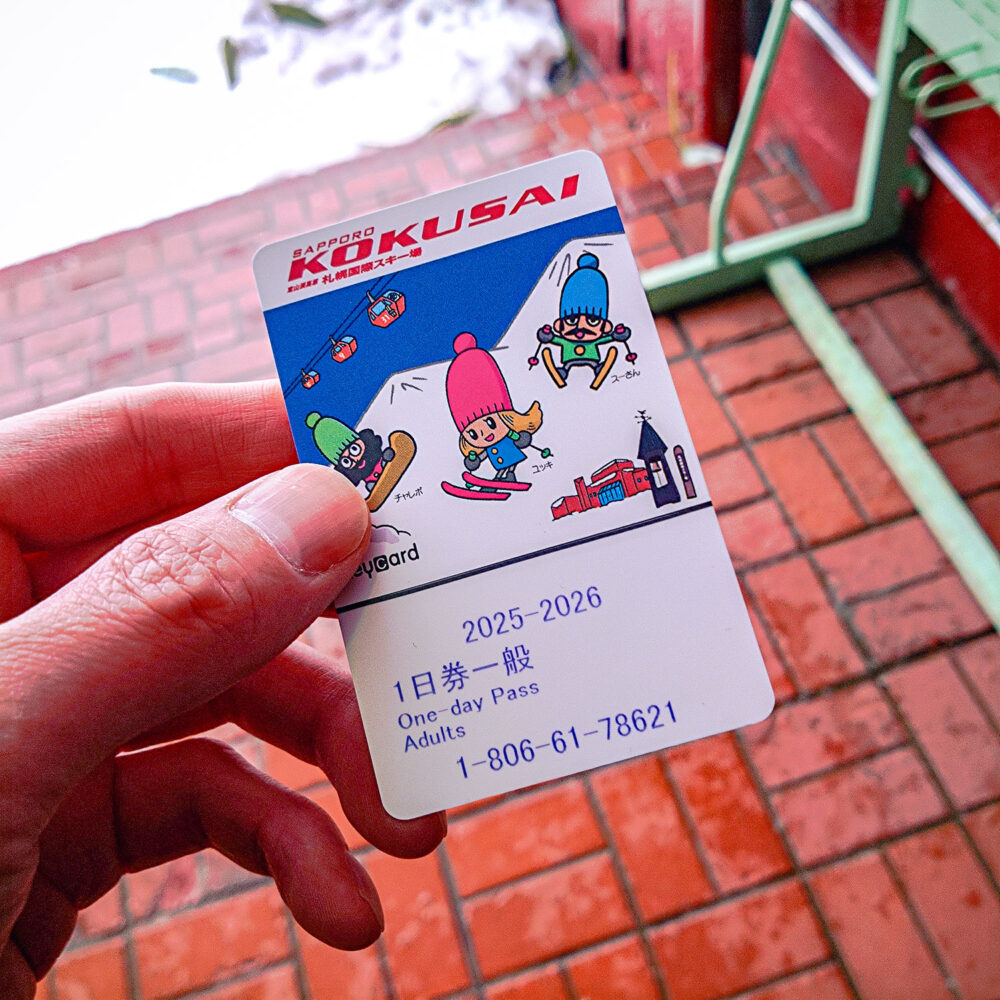 SAPPORO
KOKUSAI
札幌国際スキー場
スーさん
ユッキ
チャレボ
eycard
2025-2026
1日券一般
One-day Pass
Adults
1-806-61-78621